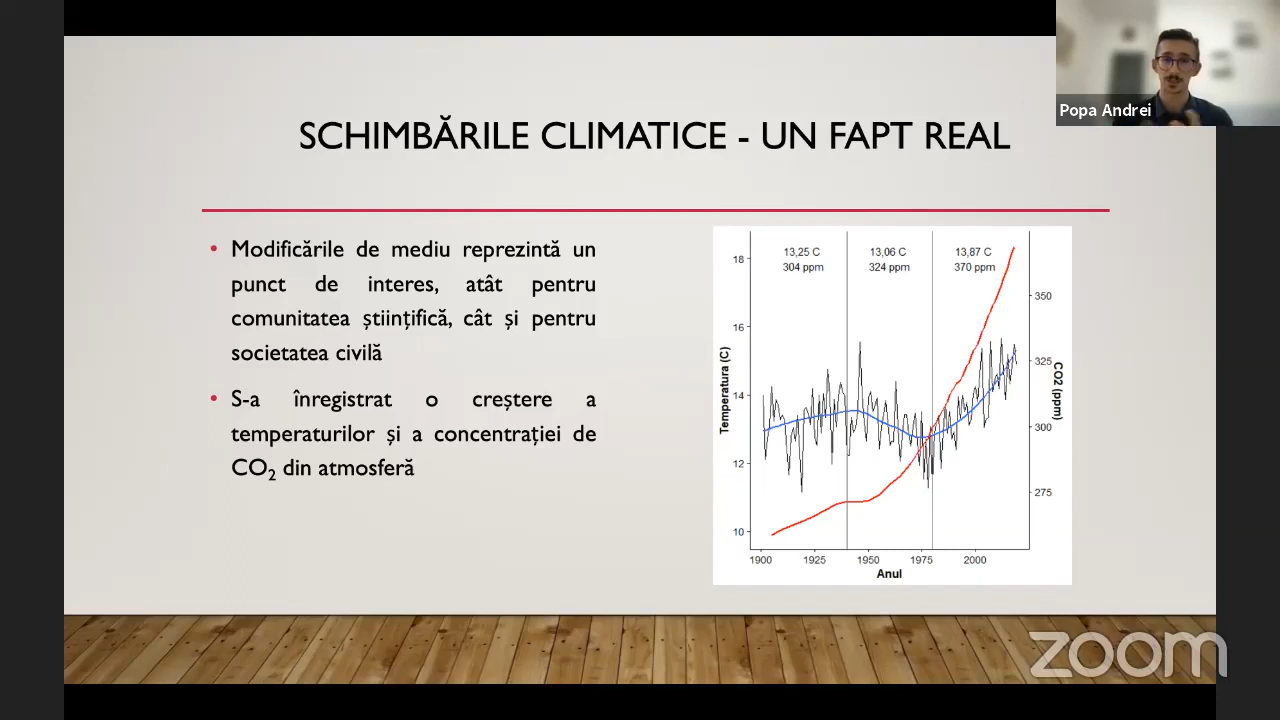 Popa Andrei
SCHIMBĂRILE CLIMATICE - UN FAPT REAL
• Modificările de mediu reprezintă un
punct de interes, atât pentru
comunitatea științifică, cât și pentru
societatea civilă
• S-a înregistrat o creștere a
temperaturilor și a concentrației de
CO2 din atmosferă
13,25 C
304 ppm
13,06 C
324 ppm
13,87 C
370 ppm
Temperatura (C)
18
16
14
12
10
350
325
300
275
CO2 (ppm)
1900 1925 1950 1975 2000
Anul
zoom